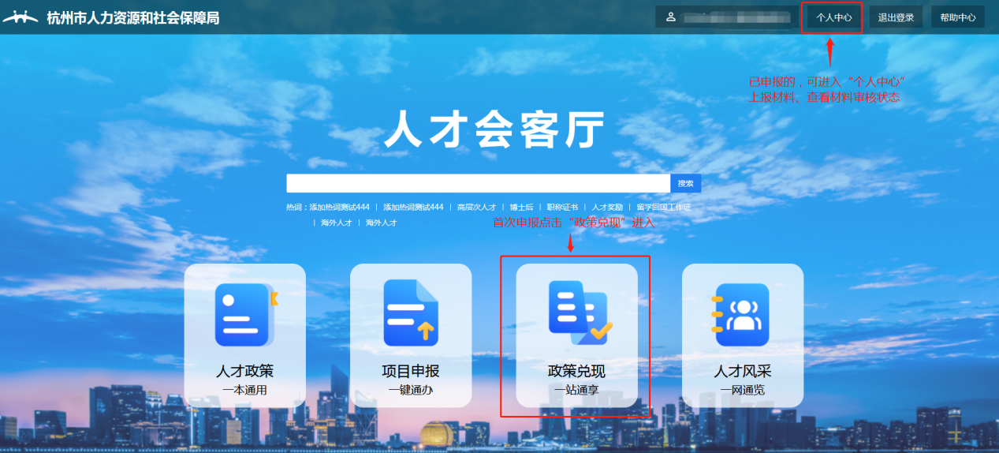 杭州市人力资源和社会保障局
个人中心
退出登录
帮助中心
已申报的，可进入“个人中心”
上报材料、查看材料审核状态
人才会客厅
搜索
热词：添加热词测试444 | 添加热词测试444 | 高层次人才 | 博士后 | 职称证书 | 人才奖励 | 留学回国工作证
| 海外人才 | 海外人才
首次申报点击“政策兑现”进入
人才政策
一本通用
项目申报
一键通办
政策兑现
一站通享
人才风采
一网通览